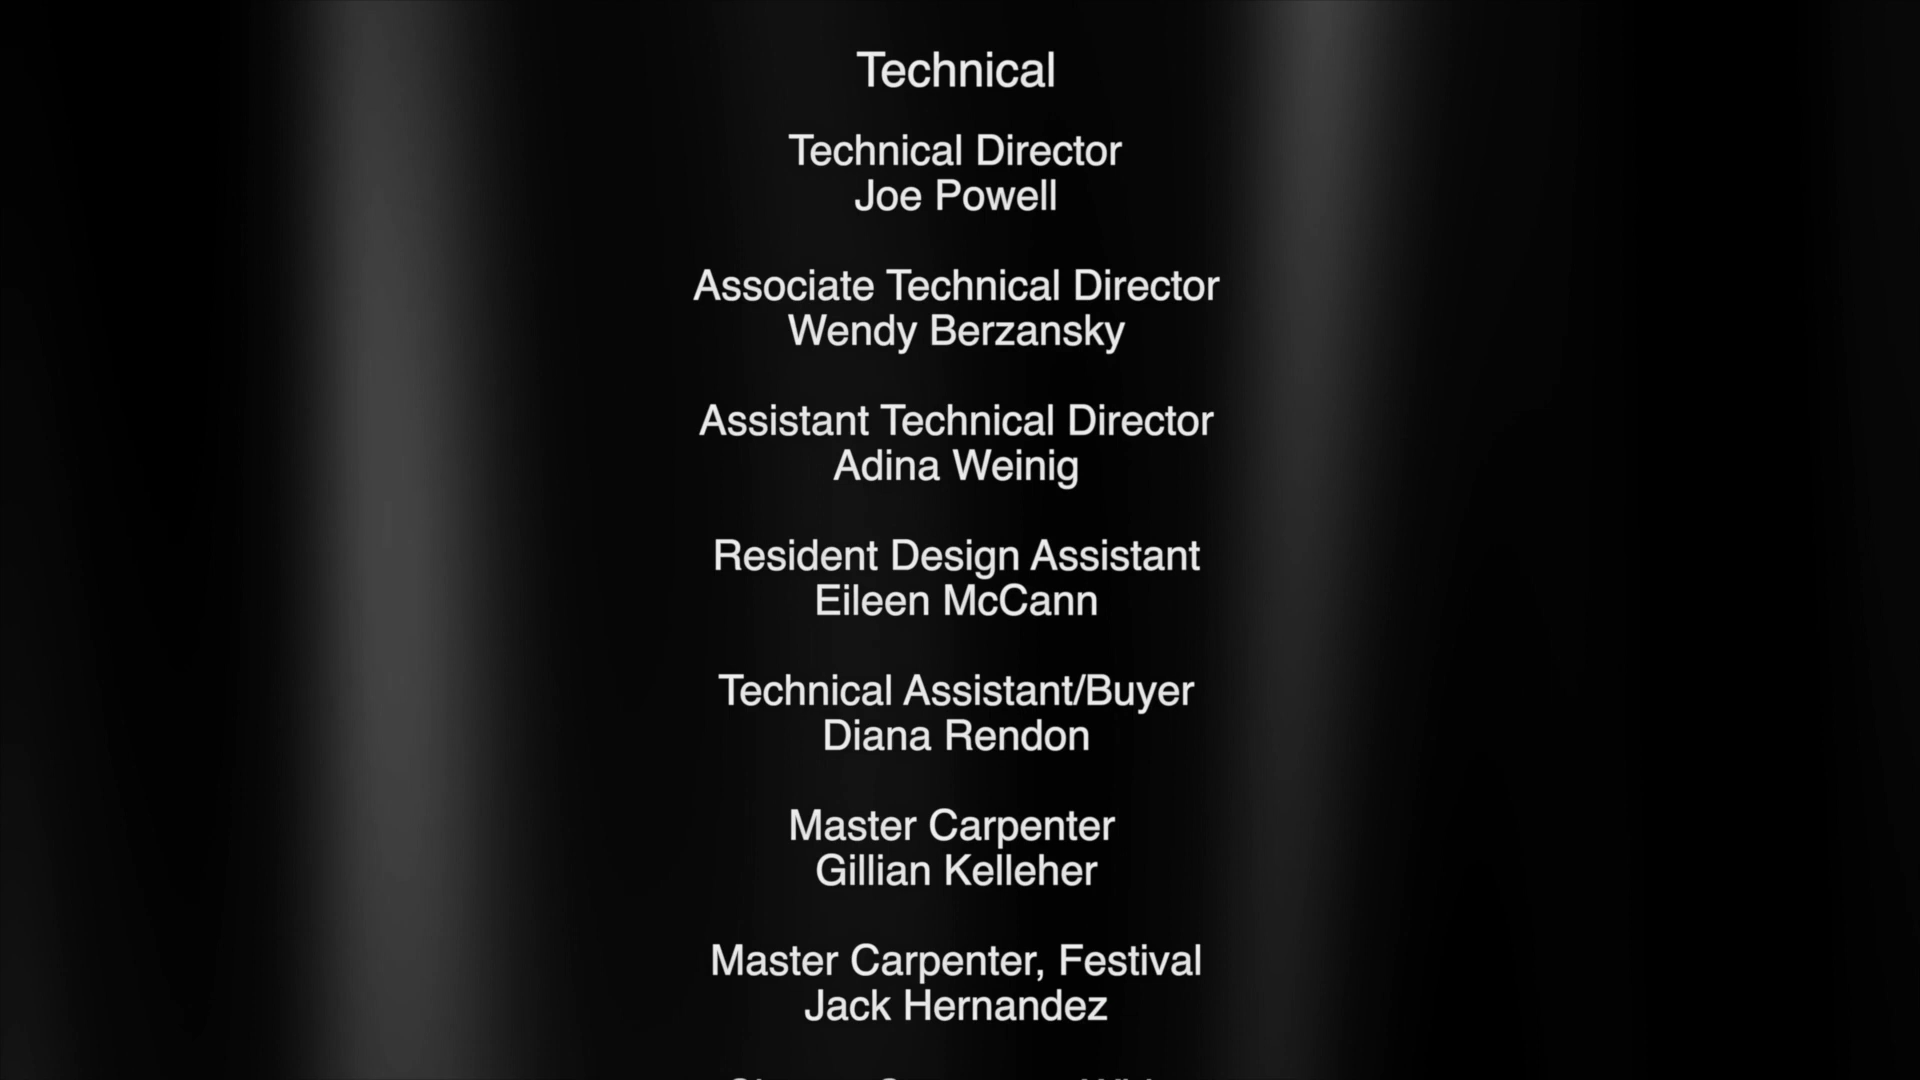 Technical
Technical Director
Joe Powell
Associate Technical Director
Wendy Berzansky
Assistant Technical Director
Adina Weinig
Resident Design Assistant
Eileen McCann
Technical Assistant/Buyer
Diana Rendon
Master Carpenter
Gillian Kelleher
Master Carpenter, Festival
Jack Hernandez